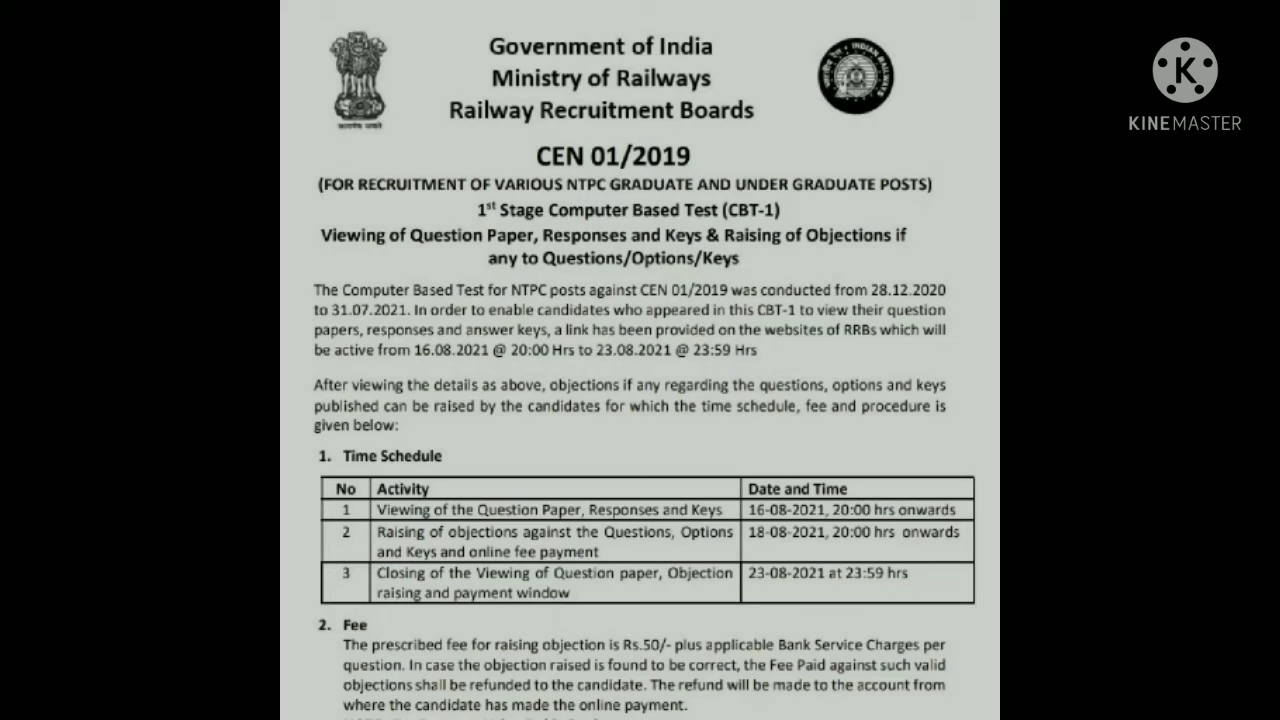 Government of India
Ministry of Railways
Railway Recruitment Boards
INDIAN RAILWAYS
K
KINEMASTER
CEN 01/2019
(FOR RECRUITMENT OF VARIOUS NTPC GRADUATE AND UNDER GRADUATE POSTS)
1st Stage Computer Based Test (CBT-1)
Viewing of Question Paper, Responses and Keys & Raising of Objections if
any to Questions/Options/Keys
The Computer Based Test for NTPC posts against CEN 01/2019 was conducted from 28.12.2020
to 31.07.2021. In order to enable candidates who appeared in this CBT-1 to view their question
papers, responses and answer keys, a link has been provided on the websites of RRBs which will
be active from 16.08.2021 @ 20:00 Hrs to 23.08.2021 @ 23:59 Hrs
After viewing the details as above, objections if any regarding the questions, options and keys
published can be raised by the candidates for which the time schedule, fee and procedure is
given below:
1. Time Schedule
No Activity Date and Time
1 Viewing of the Question Paper, Responses and Keys 16-08-2021, 20:00 hrs onwards
2 Raising of objections against the Questions, Options 18-08-2021, 20:00 hrs onwards
and Keys and online fee payment
3 Closing of the Viewing of Question paper, Objection 23-08-2021 at 23:59 hrs
raising and payment window
2. Fee
The prescribed fee for raising objection is Rs.50/- plus applicable Bank Service Charges per
question. In case the objection raised is found to be correct, the Fee Paid against such valid
objections shall be refunded to the candidate. The refund will be made to the account from
where the candidate has made the online payment.